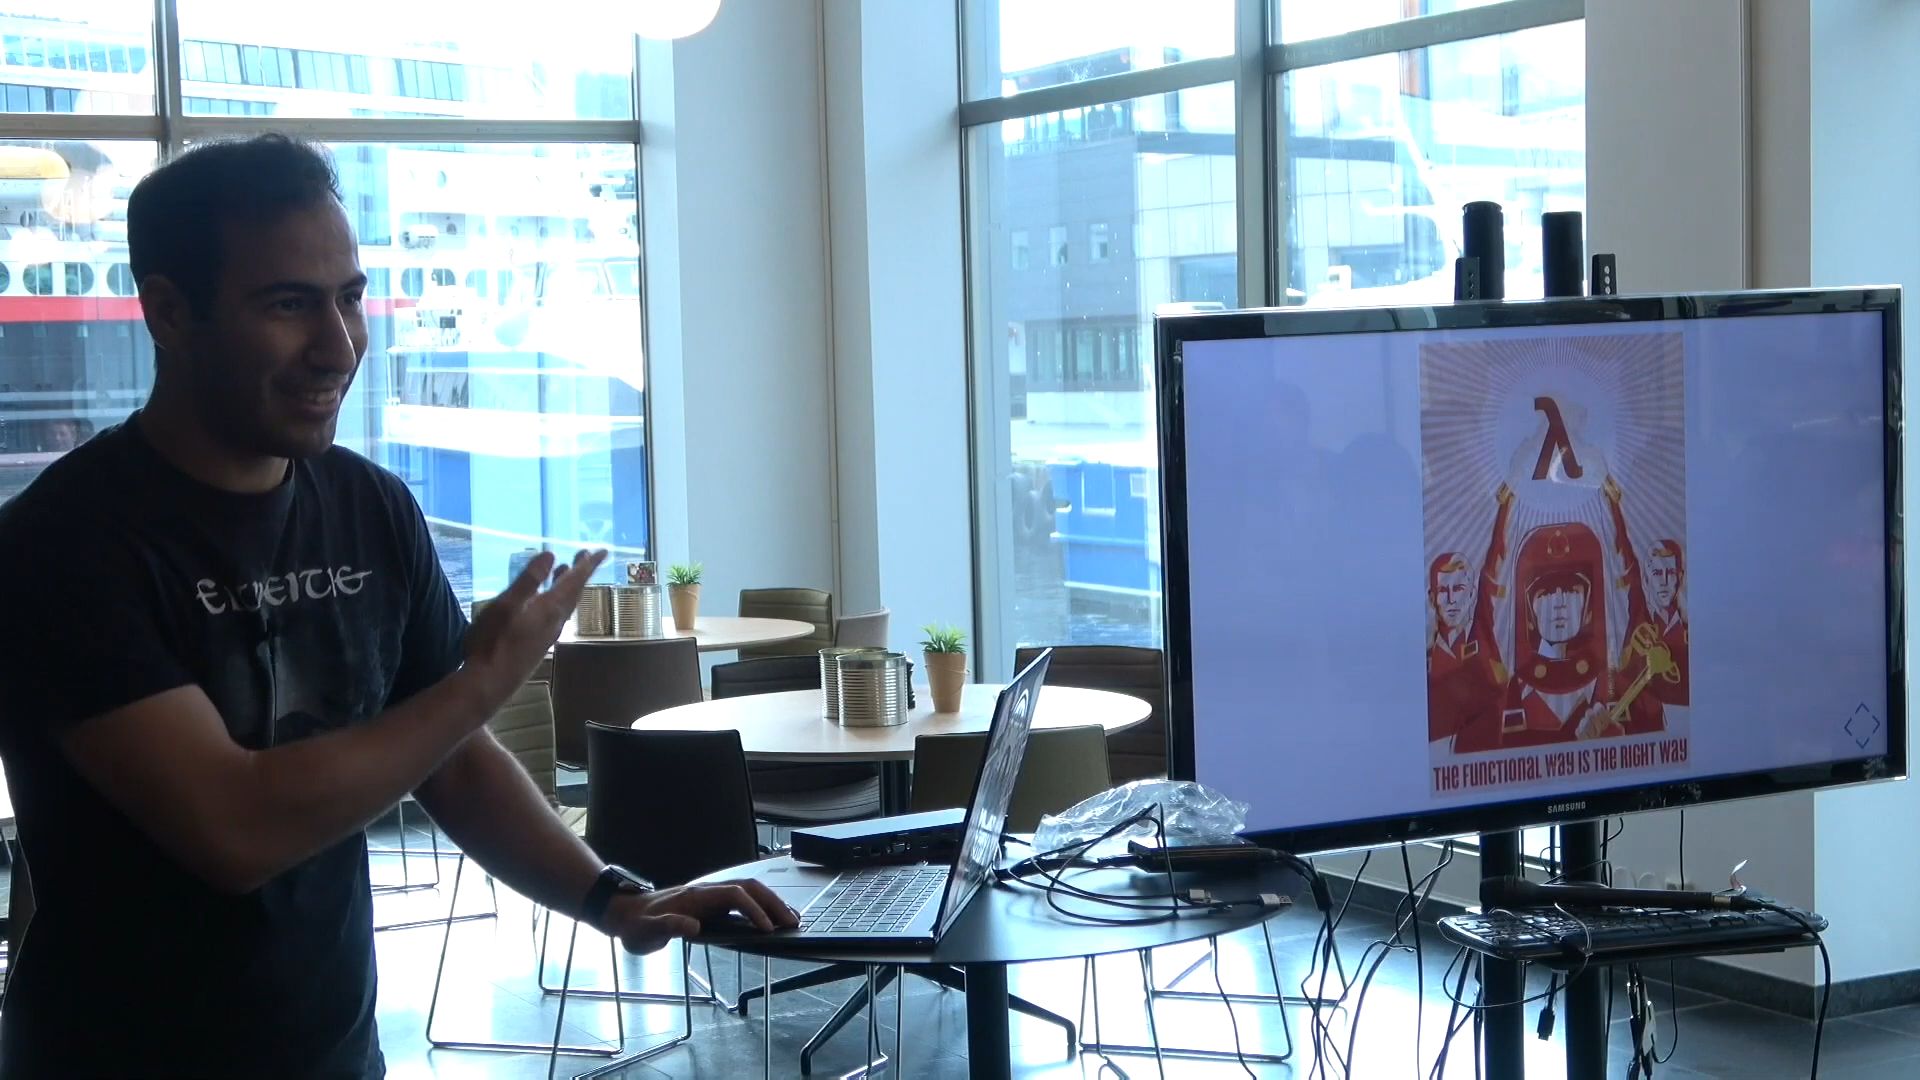 λ
THE FUNCTIONAL WAY IS THE RIGHT WAY
SAMSUNG